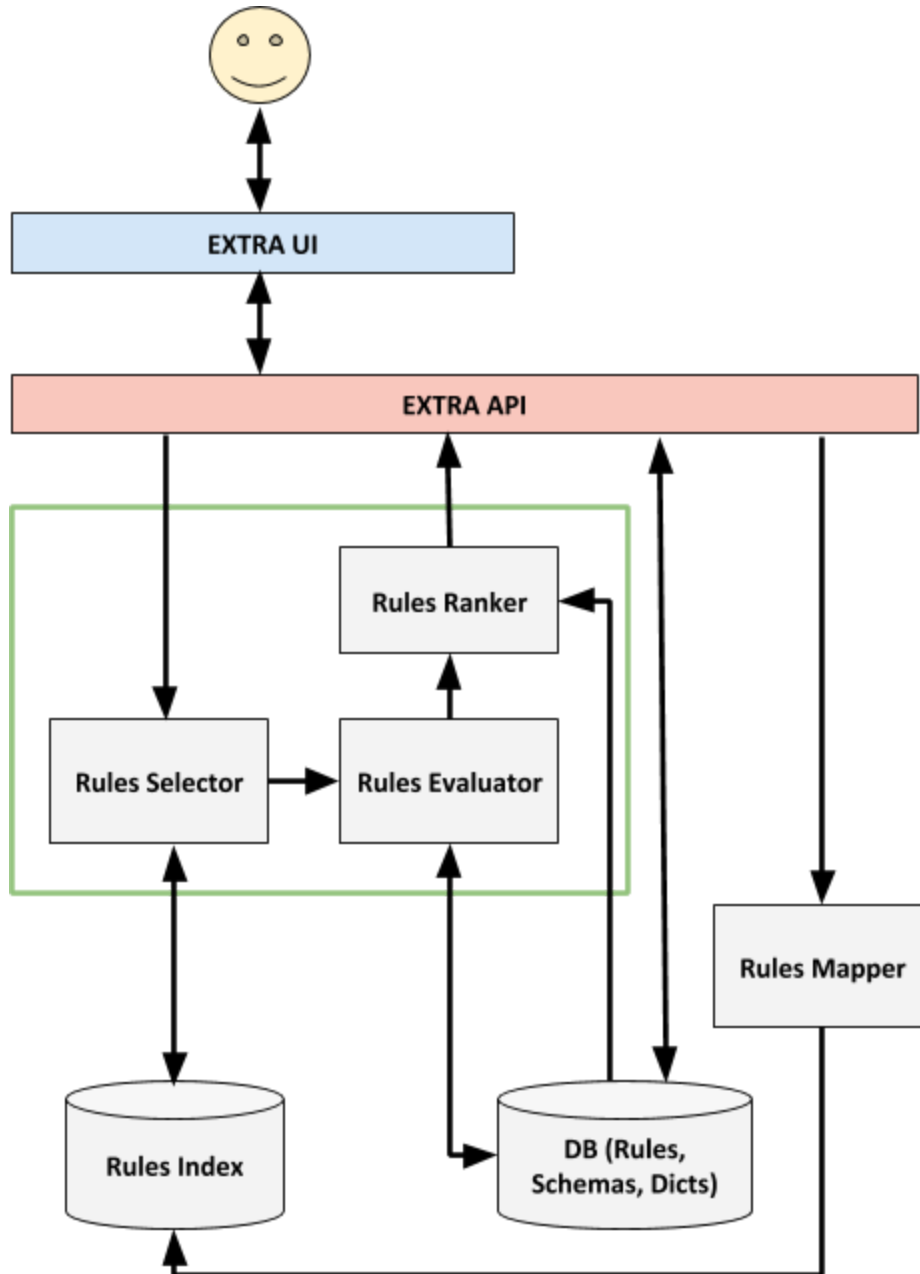 EXTRA UI
EXTRA API
Rules Ranker
Rules Selector
Rules Evaluator
Rules Mapper
Rules Index
DB (Rules,
Schemas, Dicts)